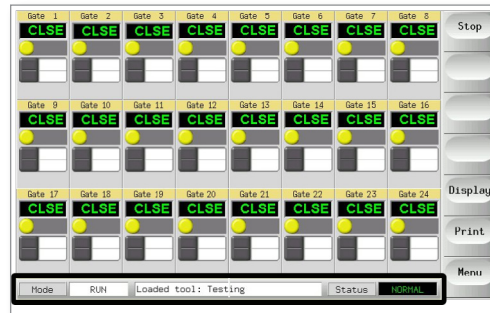 Gate 1 Gate 2 Gate 3 Gate 4 Gate 5 Gate 6 Gate 7 Gate 8
CLSE CLSE CLSE CLSE CLSE CLSE CLSE CLSE
Stop
Gate 9 Gate 10 Gate 11 Gate 12 Gate 13 Gate 14 Gate 15 Gate 16
CLSE CLSE CLSE CLSE CLSE CLSE CLSE CLSE
Gate 17 Gate 18 Gate 19 Gate 20 Gate 21 Gate 22 Gate 23 Gate 24
Display
CLSE CLSE CLSE CLSE CLSE CLSE CLSE CLSE
Print
Menu
Mode RUN Loaded tool: Testing Status NORMAL